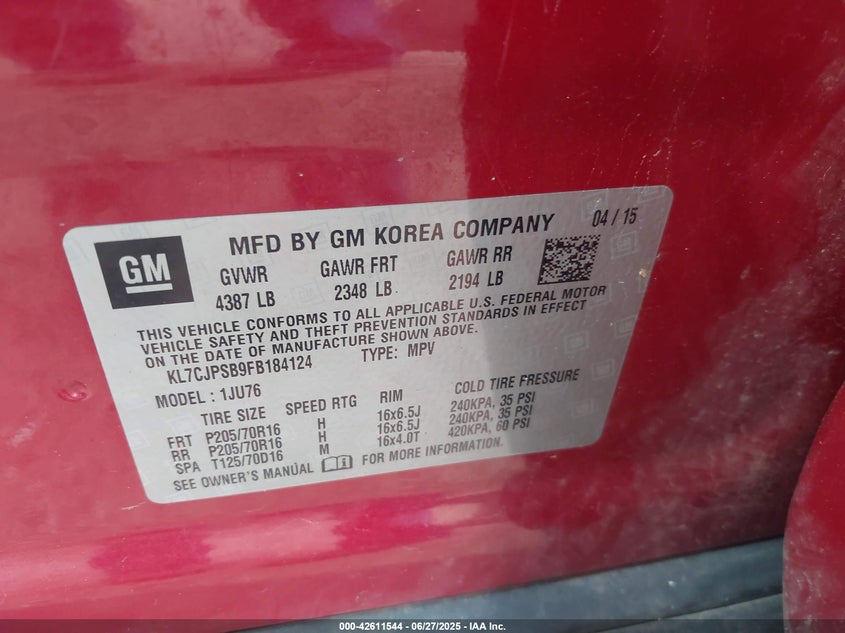 GM
MFD BY GM KOREA COMPANY 04 / 15
GVWR GAWR FRT GAWR RR
4387 LB 2348 LB 2194 LB
THIS VEHICLE CONFORMS TO ALL APPLICABLE U.S. FEDERAL MOTOR
VEHICLE SAFETY AND THEFT PREVENTION STANDARDS IN EFFECT
ON THE DATE OF MANUFACTURE SHOWN ABOVE.
KL7CJPSB9FB184124 TYPE: MPV
MODEL : 1JU76
TIRE SIZE SPEED RTG RIM COLD TIRE PRESSURE
FRT P205/70R16 H 16x6.5J 240KPA, 35 PSI
RR P205/70R16 H 16x6.5J 240KPA, 35 PSI
SPA T125/70D16 M 16x4.0T 420KPA, 60 PSI
SEE OWNER'S MANUAL FOR MORE INFORMATION.
000-42611544 | 06/27/2025 - IAA Inc.